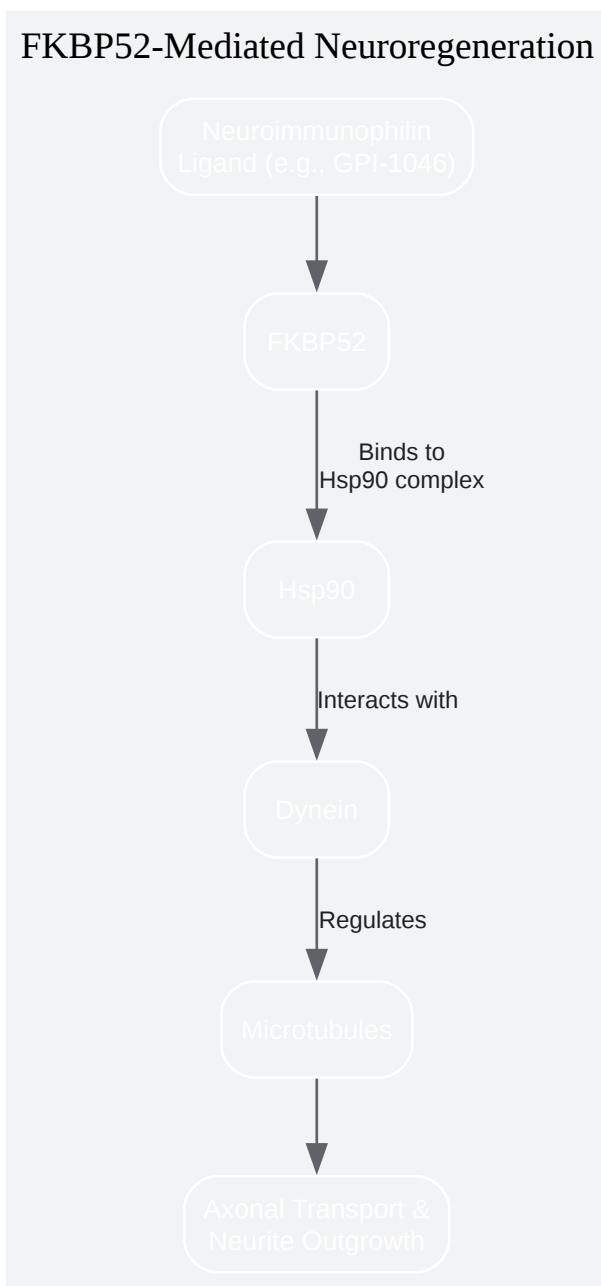 FKBP52-Mediated Neuroregeneration
Neuroimmunophilin
Ligand (e.g., GPI-1046)
FKBP52
Binds to
Hsp90 complex
Hsp90
Interacts with
Dynein
Regulates
Microtubules
Axonal Transport &
Neurite Outgrowth